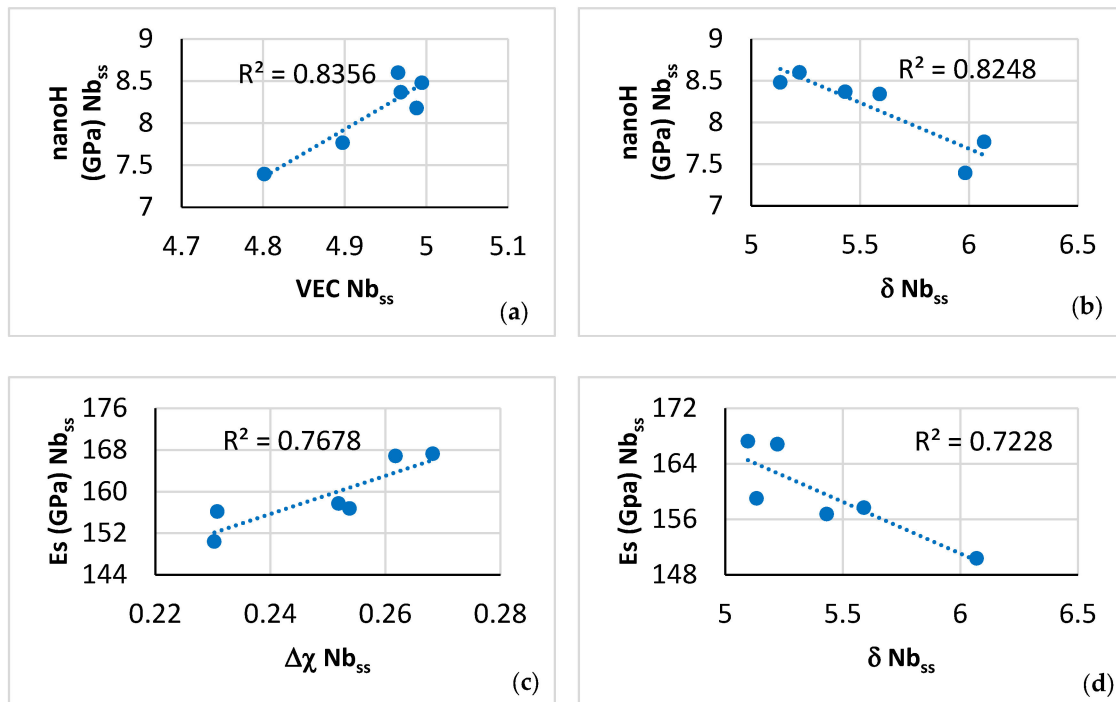 9
8.5
8
7.5
7
nanoH
(GPa) Nbss
R² = 0.8356
4.7 4.8 4.9 5 5.1
VEC Nbss
(a)
9
8.5
8
7.5
7
nanoH
(GPa) Nbss
R² = 0.8248
5 5.5 6 6.5
δ Nbss
(b)
176
168
160
152
144
Es (GPa) Nbss
R² = 0.7678
0.22 0.24 0.26 0.28
Δχ Nbss
(c)
172
164
156
148
Es (Gpa) Nbss
R² = 0.7228
5 5.5 6 6.5
δ Nbss
(d)